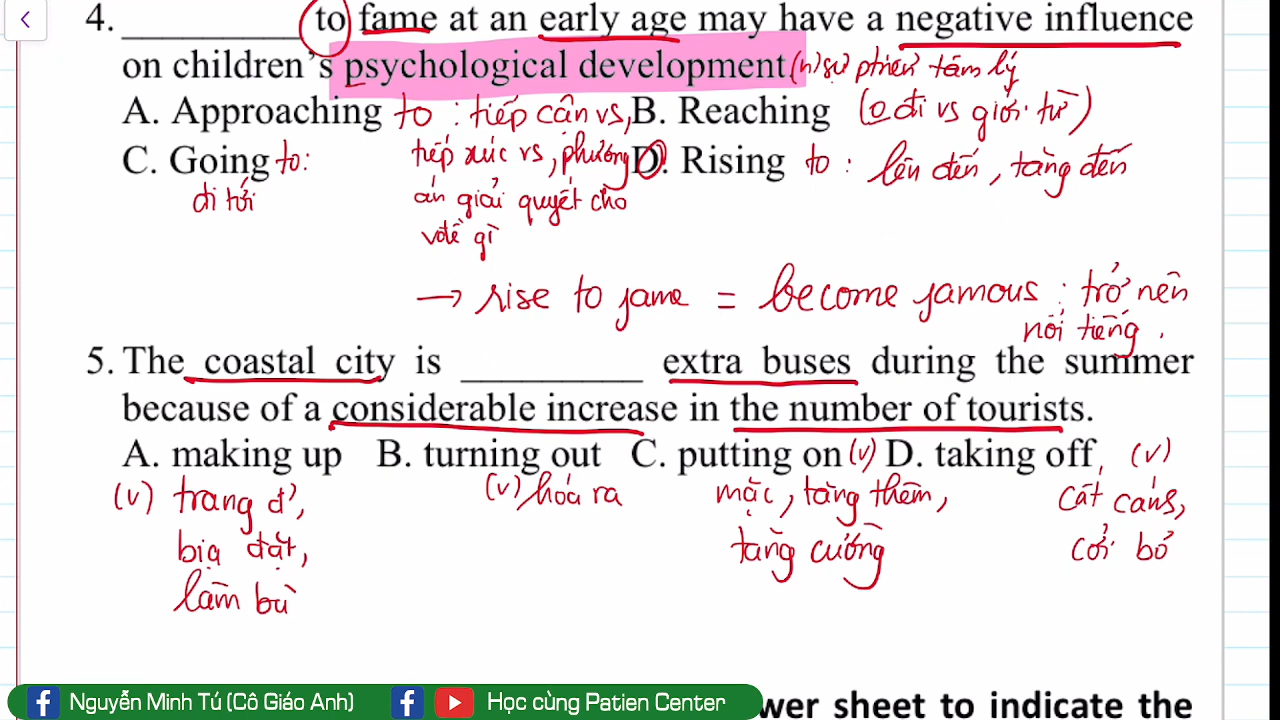 4. _________ to fame at an early age may have a negative influence
on children's psychological development (n) sự phtriển tâm lý
A. Approaching to : tiếp cận vs, B. Reaching (0 đi vs giới từ)
C. Going to: tiếp xúc vs, phương D. Rising to : lên đến, tăng đến
đi tới án giải quyết cho
vđề gì
→ rise to fame = become famous : trở nên
nổi tiếng.
5. The coastal city is _________ extra buses during the summer
because of a considerable increase in the number of tourists.
A. making up B. turning out C. putting on (v) D. taking off, (v)
(v) trang đ', (v) hóa ra mặc, tăng thêm, cất cánh,
bịa đặt, tăng cường cởi bỏ
làm bù
Nguyễn Minh Tú (Cô Giáo Anh) Học cùng Patien Center wer sheet to indicate the